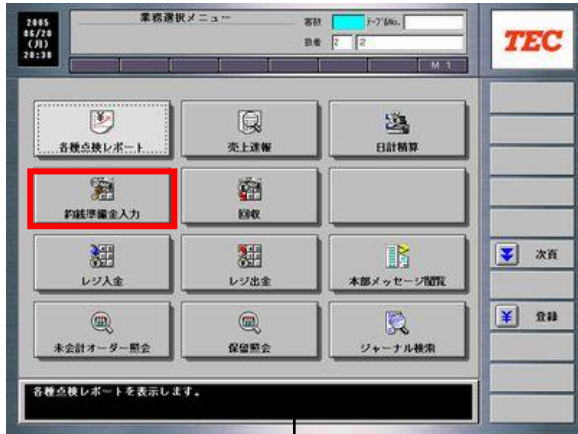 2005
06/20
(月)
20:38
業務選択メニュー
客数
テーブルNo.
扱者 2 2
M 1
TEC
各種点検レポート
売上速報
日計精算
釣銭準備金入力
回収
レジ入金
レジ出金
本部メッセージ閲覧
次頁
未会計オーダー照会
保留照会
ジャーナル検索
登録
各種点検レポートを表示します。